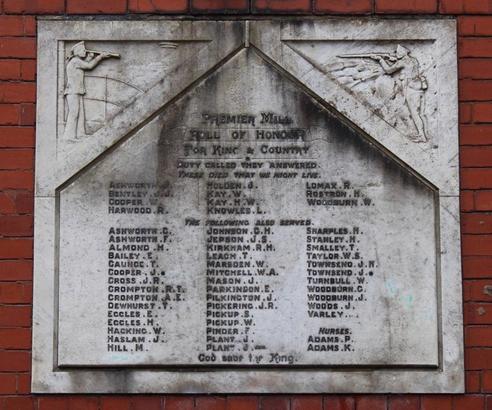 PREMIER MILL
ROLL OF HONOUR
FOR KING & COUNTRY
DUTY CALLED THEY ANSWERED.
THESE DIED THAT WE MIGHT LIVE.
ASHWORTH. J. HOLDEN. J. LOMAX. R.
BENTLEY. J.J. KAY. W. ROSTRON. H.
COOPER. W. KAY. H.W. WOODBURN. W.
HARWOOD. R. KNOWLES. L.
THE FOLLOWING ALSO SERVED.
ASHWORTH. C. JOHNSON. C.H. SHARPLES. H.
ASHWORTH. F. JEPSON. J.S. STANLEY. H.
ALMOND. H. KIRKHAM. R.H. SMALLEY. T.
BAILEY. E. LEACH. T. TAYLOR. W.S.
CAUNCE. T. MARSDEN. W. TOWNSEND. J.H.
COOPER. J. MITCHELL. W.A. TOWNSEND. J.
CROSS. J.R. MASON. J. TURNBULL. W.
CROMPTON. R.T. PARKINSON. E. WOODBURN. C.
CROMPTON. A.E. PILKINGTON. J. WOODBURN. J.
DEWHURST. T. PICKERING. J.R. WOODS. J.
ECCLES. E. PICKUP. S. VARLEY.
ECCLES. H. PICKUP. W.
HACKING. W. PINDER. F. NURSES.
HASLAM. J. PLANT. J. ADAMS. P.
HILL. M. PLANT. J. ADAMS. K.
God save the King.